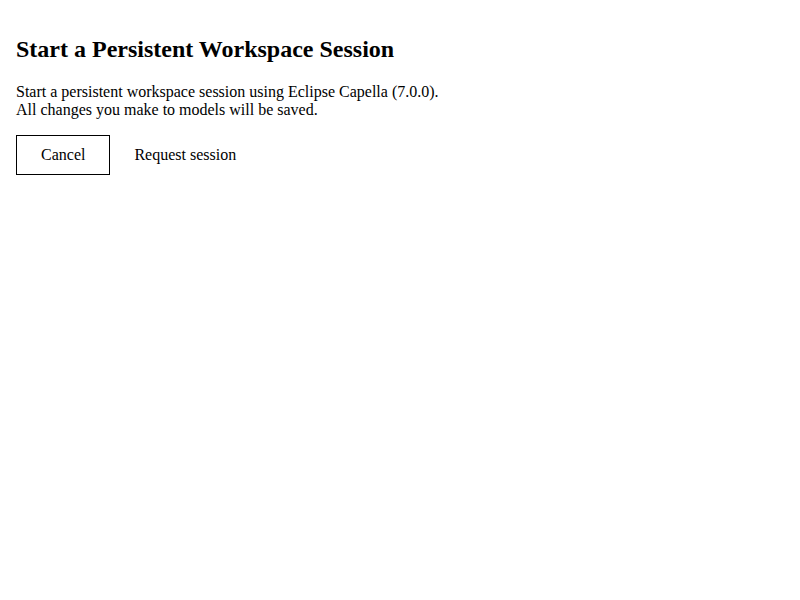 Start a Persistent Workspace Session
Start a persistent workspace session using Eclipse Capella (7.0.0).
All changes you make to models will be saved.
Cancel Request session